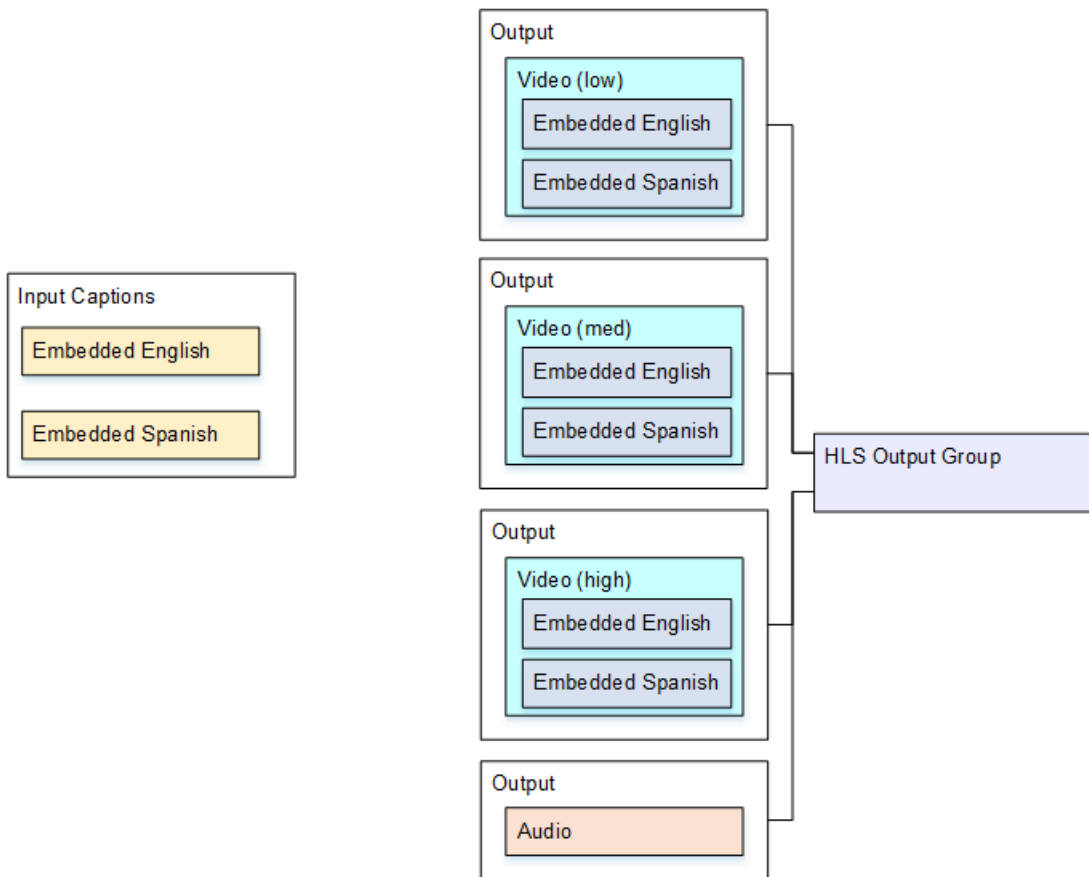 Input Captions
Embedded English
Embedded Spanish
Output
Video (low)
Embedded English
Embedded Spanish
Output
Video (med)
Embedded English
Embedded Spanish
Output
Video (high)
Embedded English
Embedded Spanish
Output
Audio
HLS Output Group